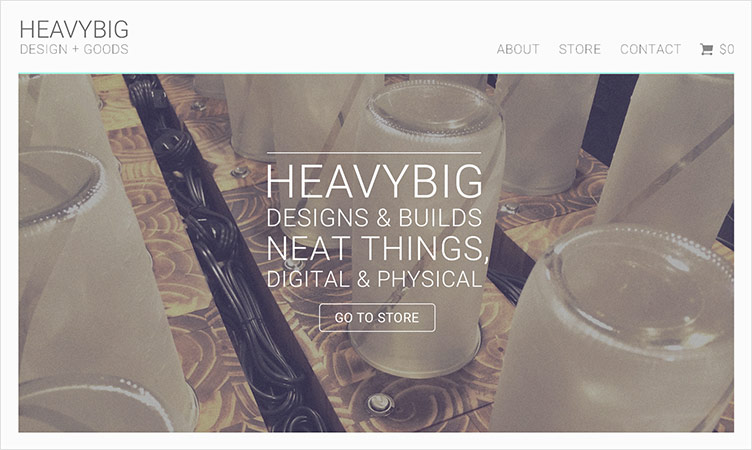 HEAVYBIG
DESIGN + GOODS
ABOUT STORE CONTACT $0
HEAVYBIG
DESIGNS & BUILDS
NEAT THINGS,
DIGITAL & PHYSICAL
GO TO STORE